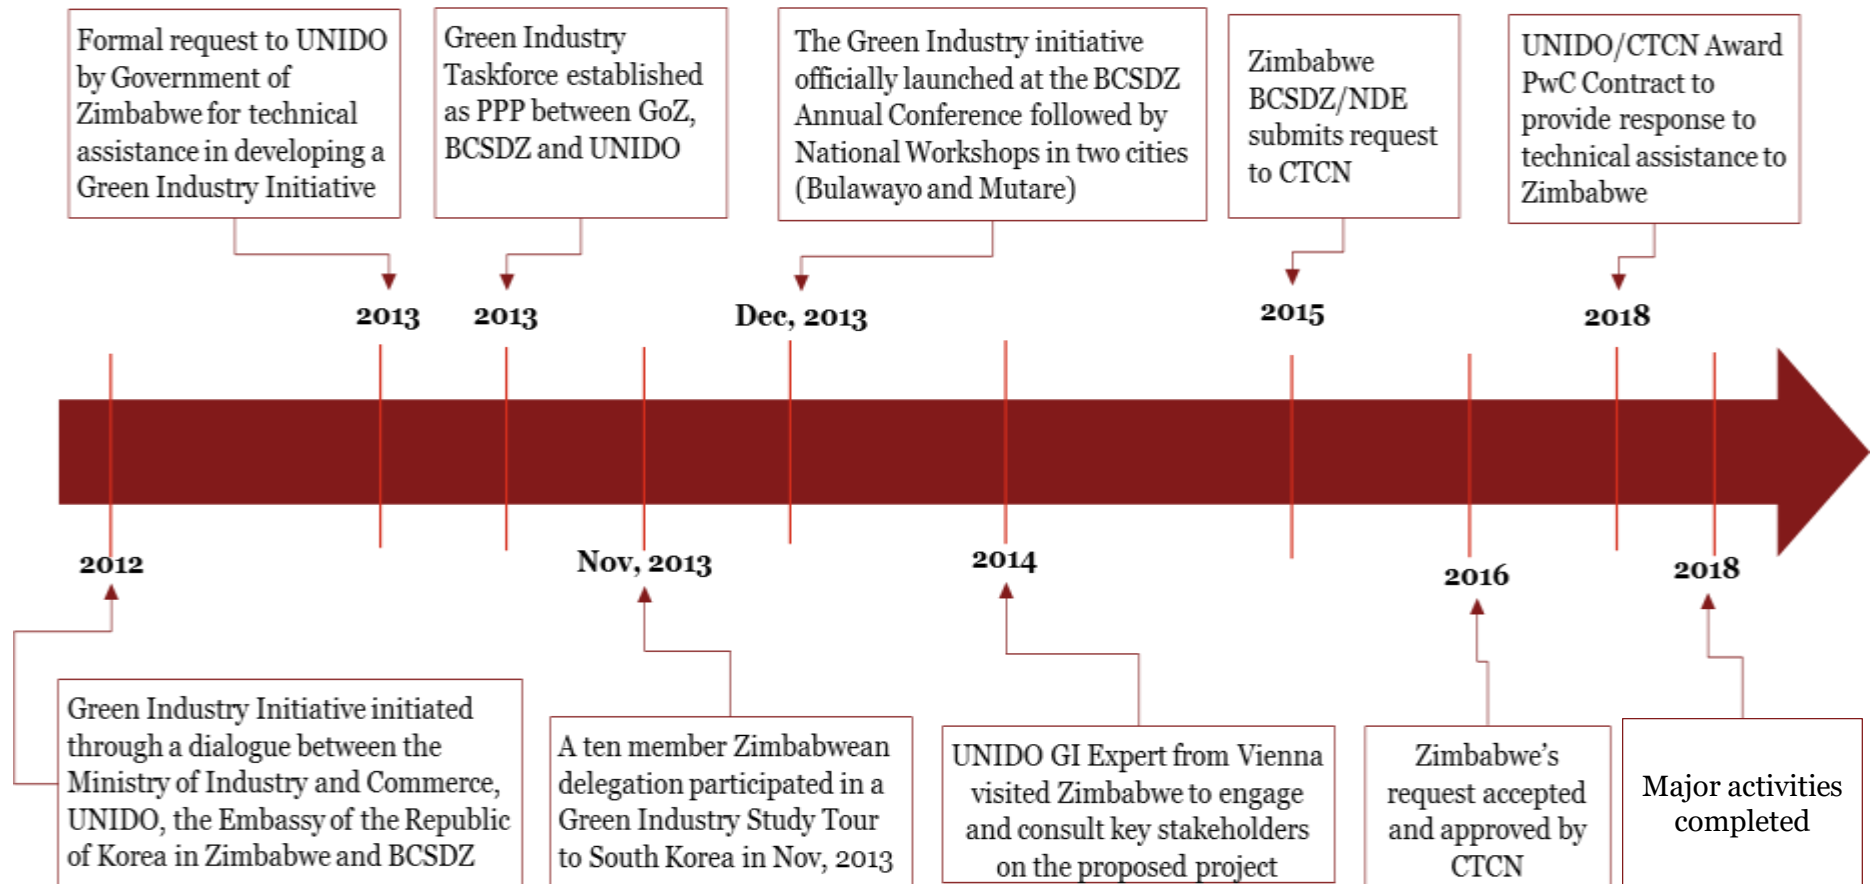 Formal request to UNIDO
by Government of
Zimbabwe for technical
assistance in developing a
Green Industry Initiative
Green Industry
Taskforce established
as PPP between GoZ,
BCSDZ and UNIDO
The Green Industry initiative
officially launched at the BCSDZ
Annual Conference followed by
National Workshops in two cities
(Bulawayo and Mutare)
Zimbabwe
BCSDZ/NDE
submits request
to CTCN
UNIDO/CTCN Award
PwC Contract to
provide response to
technical assistance to
Zimbabwe
2013
2013
Dec, 2013
2015
2018
2012
Nov, 2013
2014
2016
2018
Green Industry Initiative initiated
through a dialogue between the
Ministry of Industry and Commerce,
UNIDO, the Embassy of the Republic
of Korea in Zimbabwe and BCSDZ
A ten member Zimbabwean
delegation participated in a
Green Industry Study Tour
to South Korea in Nov, 2013
UNIDO GI Expert from Vienna
visited Zimbabwe to engage
and consult key stakeholders
on the proposed project
Zimbabwe's
request accepted
and approved by
CTCN
Major activities
completed